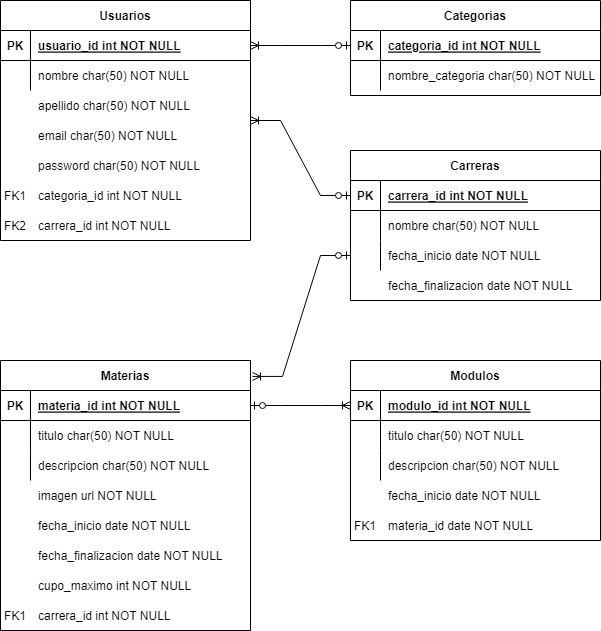 Usuarios
PK usuario_id int NOT NULL
nombre char(50) NOT NULL
apellido char(50) NOT NULL
email char(50) NOT NULL
password char(50) NOT NULL
FK1 categoria_id int NOT NULL
FK2 carrera_id int NOT NULL
Categorias
PK categoria_id int NOT NULL
nombre_categoria char(50) NOT NULL
Carreras
PK carrera_id int NOT NULL
nombre char(50) NOT NULL
fecha_inicio date NOT NULL
fecha_finalizacion date NOT NULL
Materias
PK materia_id int NOT NULL
titulo char(50) NOT NULL
descripcion char(50) NOT NULL
imagen url NOT NULL
fecha_inicio date NOT NULL
fecha_finalizacion date NOT NULL
cupo_maximo int NOT NULL
FK1 carrera_id int NOT NULL
Modulos
PK modulo_id int NOT NULL
titulo char(50) NOT NULL
descripcion char(50) NOT NULL
fecha_inicio date NOT NULL
FK1 materia_id date NOT NULL